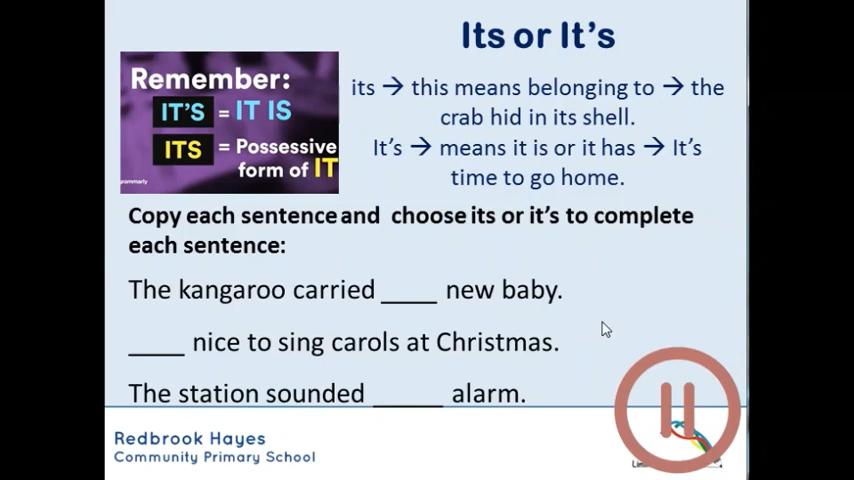 Its or It's
Remember:
IT'S = IT IS
ITS = Possessive
form of IT
grammarly
its → this means belonging to → the
crab hid in its shell.
It's → means it is or it has → It's
time to go home.
Copy each sentence and choose its or it's to complete
each sentence:
The kangaroo carried ____ new baby.
____ nice to sing carols at Christmas.
The station sounded _____ alarm.
Redbrook Hayes
Community Primary School